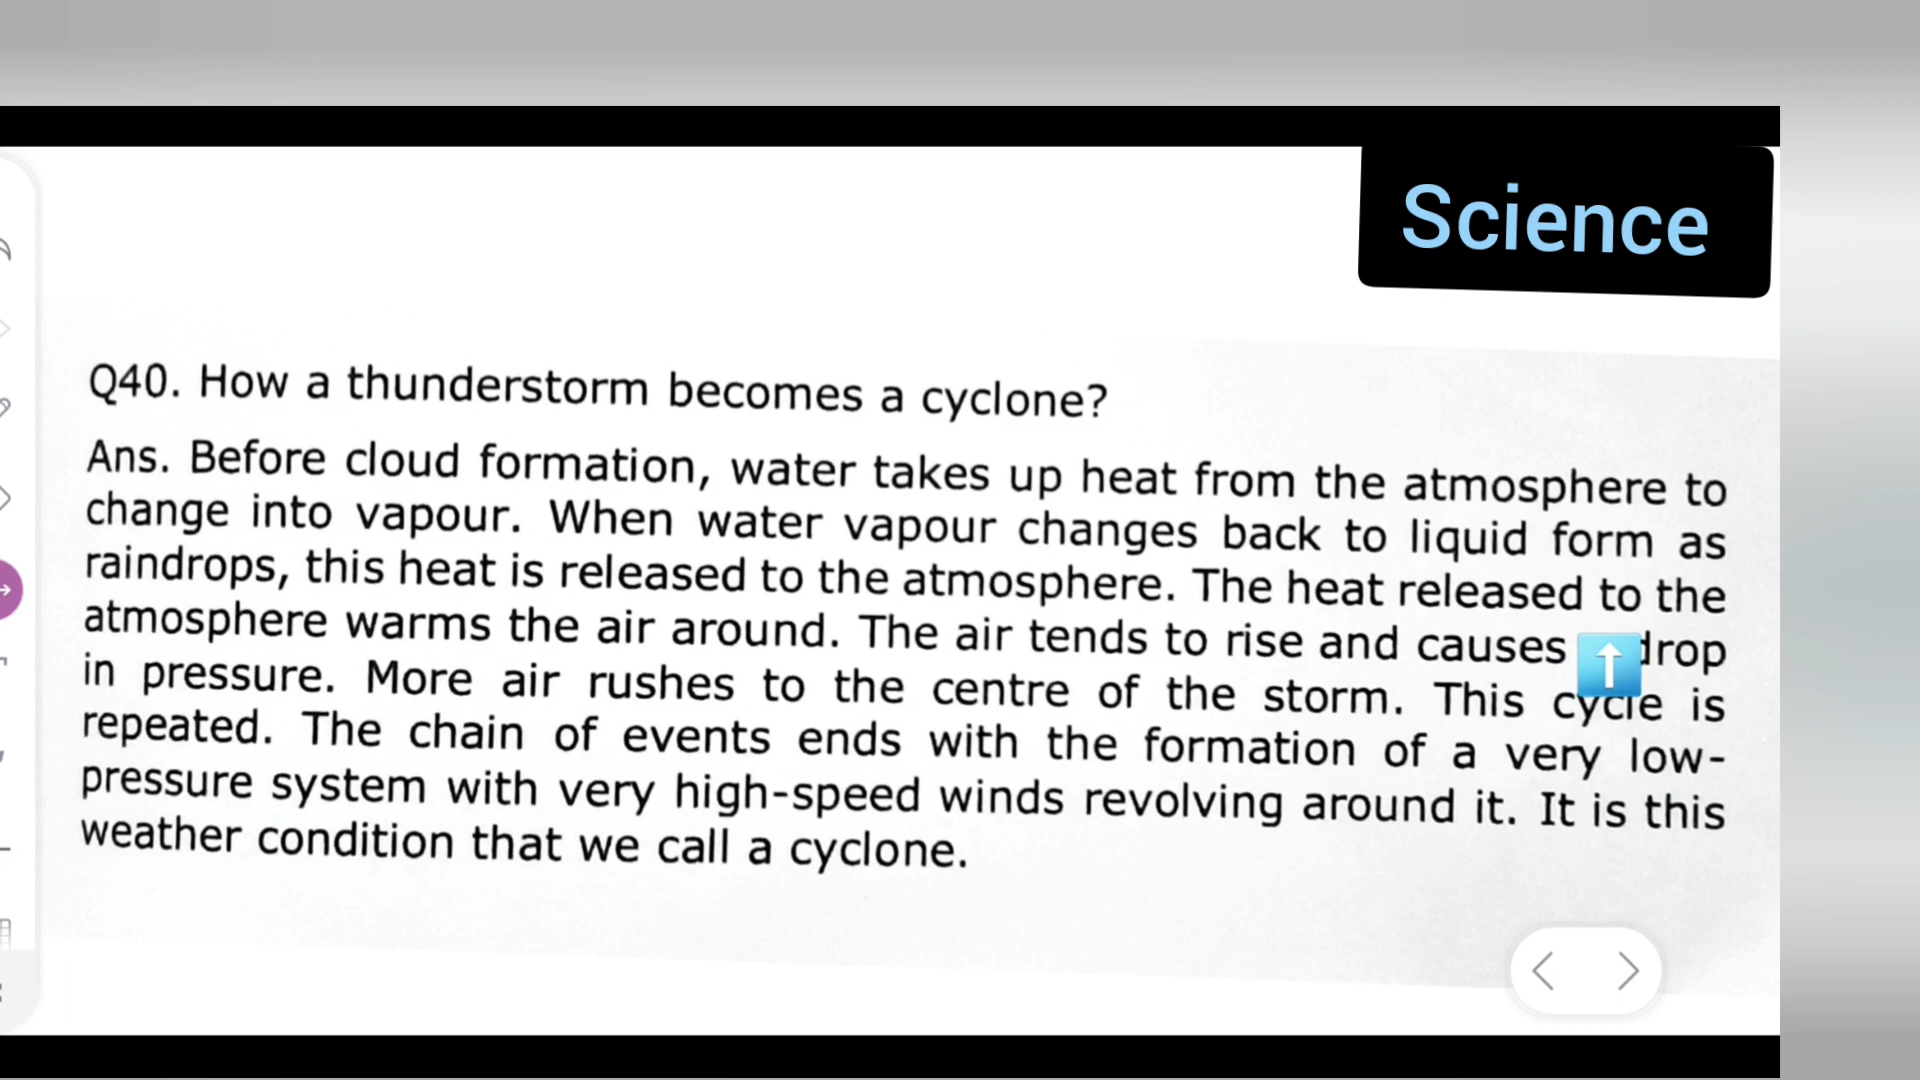 Science
Q40. How a thunderstorm becomes a cyclone?
Ans. Before cloud formation, water takes up heat from the atmosphere to
change into vapour. When water vapour changes back to liquid form as
raindrops, this heat is released to the atmosphere. The heat released to the
atmosphere warms the air around. The air tends to rise and causes drop
in pressure. More air rushes to the centre of the storm. This cycle is
repeated. The chain of events ends with the formation of a very low-
pressure system with very high-speed winds revolving around it. It is this
weather condition that we call a cyclone.